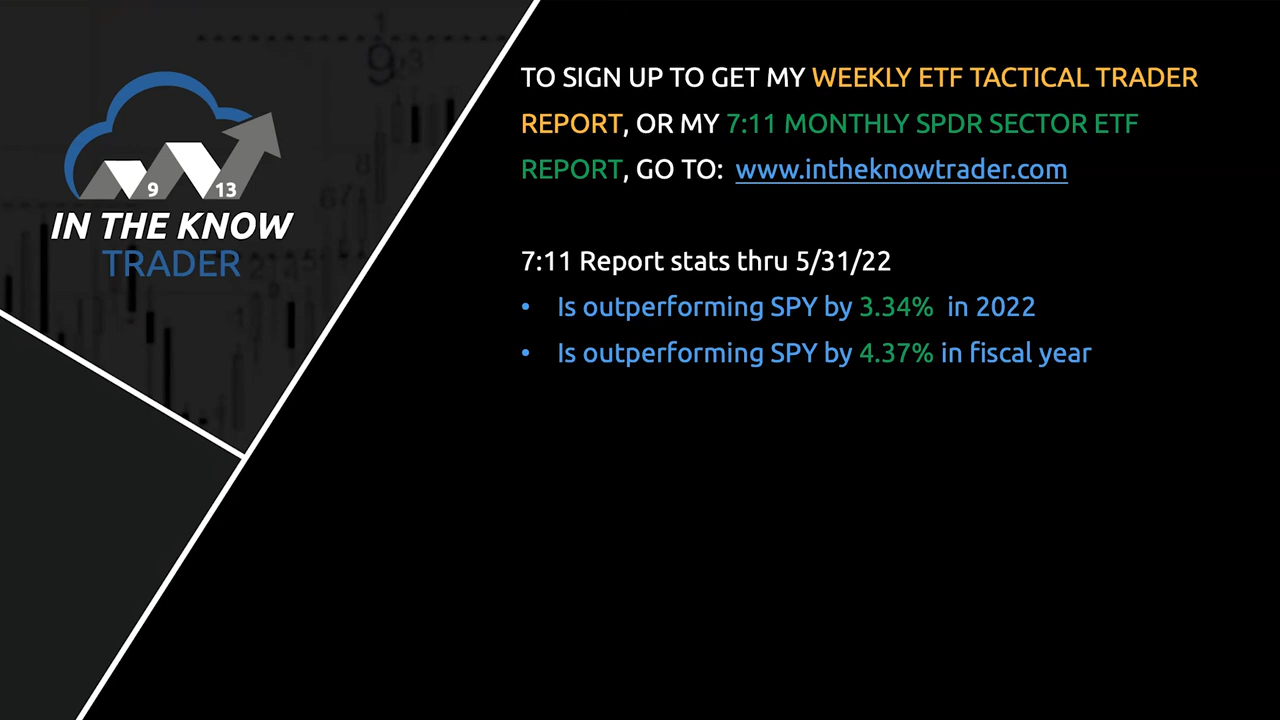 9 13
IN THE KNOW
TRADER
TO SIGN UP TO GET MY WEEKLY ETF TACTICAL TRADER
REPORT, OR MY 7:11 MONTHLY SPDR SECTOR ETF
REPORT, GO TO: www.intheknowtrader.com
7:11 Report stats thru 5/31/22
• Is outperforming SPY by 3.34% in 2022
• Is outperforming SPY by 4.37% in fiscal year